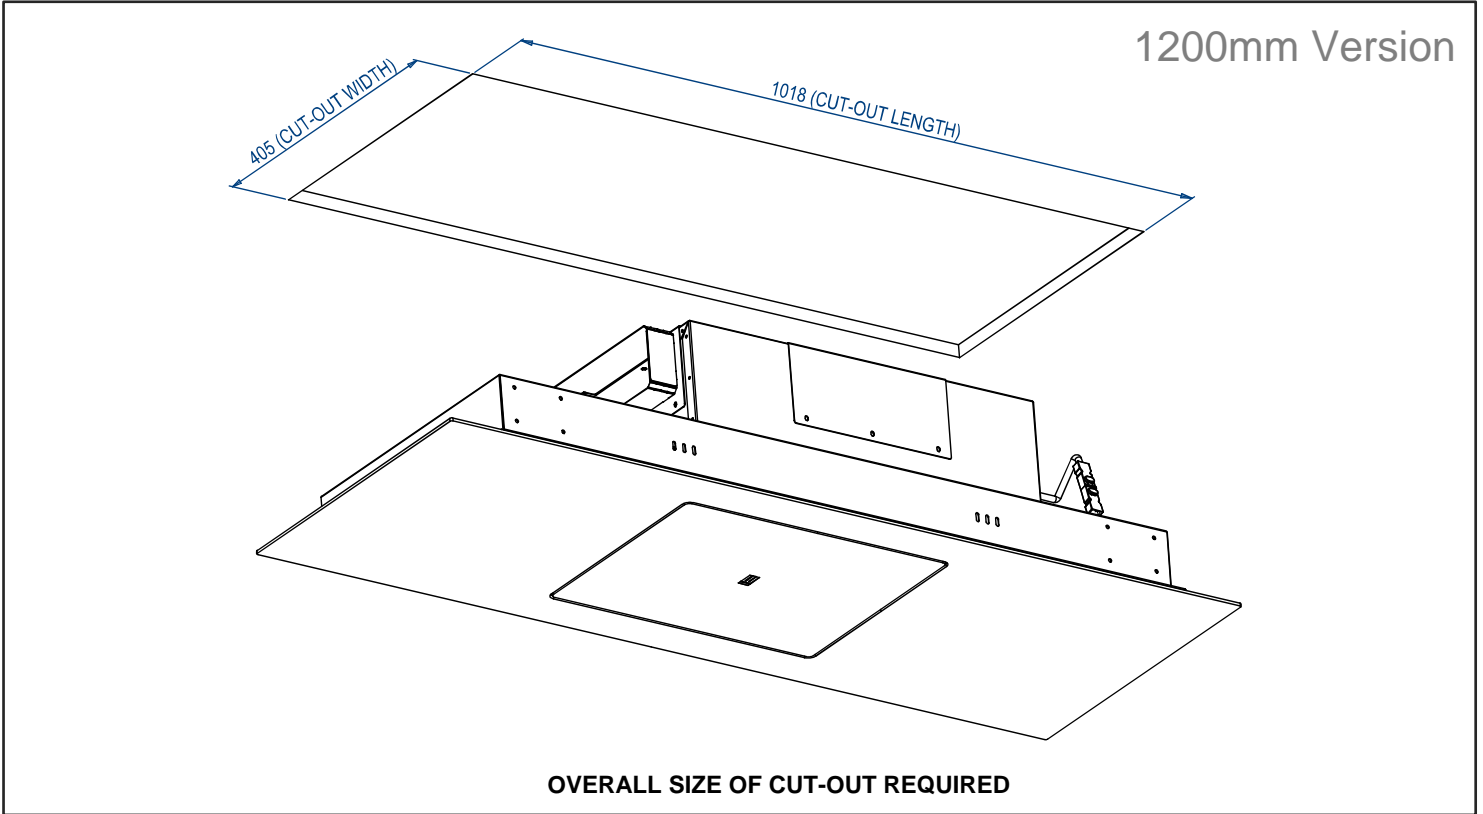 1200mm Version
405 (CUT-OUT WIDTH)
1018 (CUT-OUT LENGTH)
OVERALL SIZE OF CUT-OUT REQUIRED